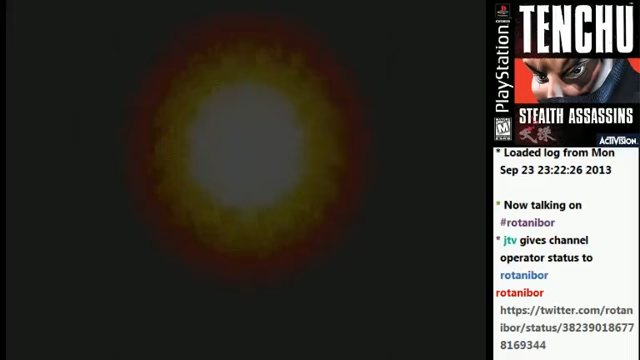 PlayStation
TENCHU
STEALTH ASSASSINS
ACTIVISION
* Loaded log from Mon
Sep 23 23:22:26 2013
* Now talking on
#rotanibor
* jtv gives channel
operator status to
rotanibor
rotanibor
https://twitter.com/rotan
ibor/status/38239018677
8169344